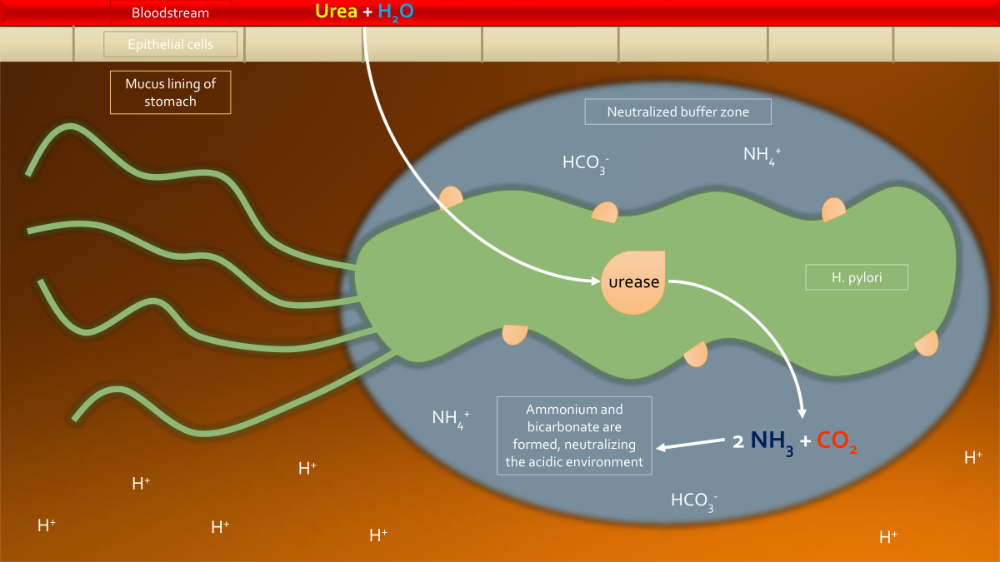 Bloodstream
Urea + H₂O
Epithelial cells
Mucus lining of
stomach
Neutralized buffer zone
HCO₃⁻
NH₄⁺
urease
H. pylori
NH₄⁺
Ammonium and
bicarbonate are
formed, neutralizing
the acidic environment
2 NH₃ + CO₂
HCO₃⁻
H⁺
H⁺
H⁺
H⁺
H⁺
H⁺
H⁺